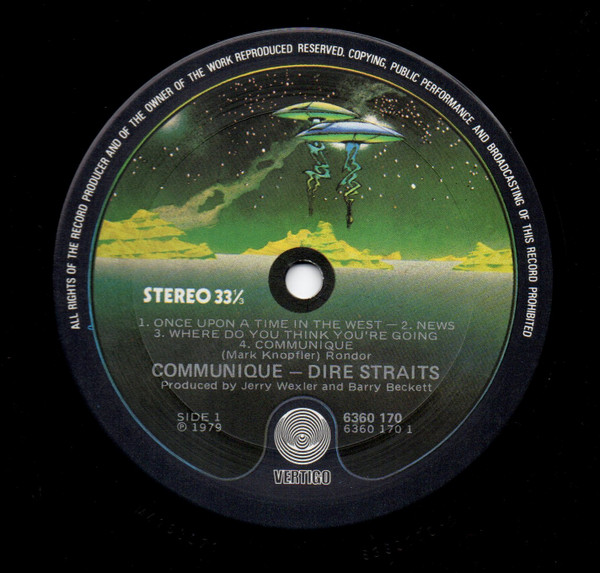 ALL RIGHTS OF THE RECORD PRODUCER AND OF THE OWNER OF THE WORK REPRODUCED RESERVED. COPYING, PUBLIC PERFORMANCE AND BROADCASTING OF THIS RECORD PROHIBITED
STEREO 33⅓
1. ONCE UPON A TIME IN THE WEST – 2. NEWS
3. WHERE DO YOU THINK YOU'RE GOING
4. COMMUNIQUE
(Mark Knopfler) Rondor
COMMUNIQUE – DIRE STRAITS
Produced by Jerry Wexler and Barry Beckett
SIDE 1 6360 170
℗ 1979 6360 170 1
VERTIGO